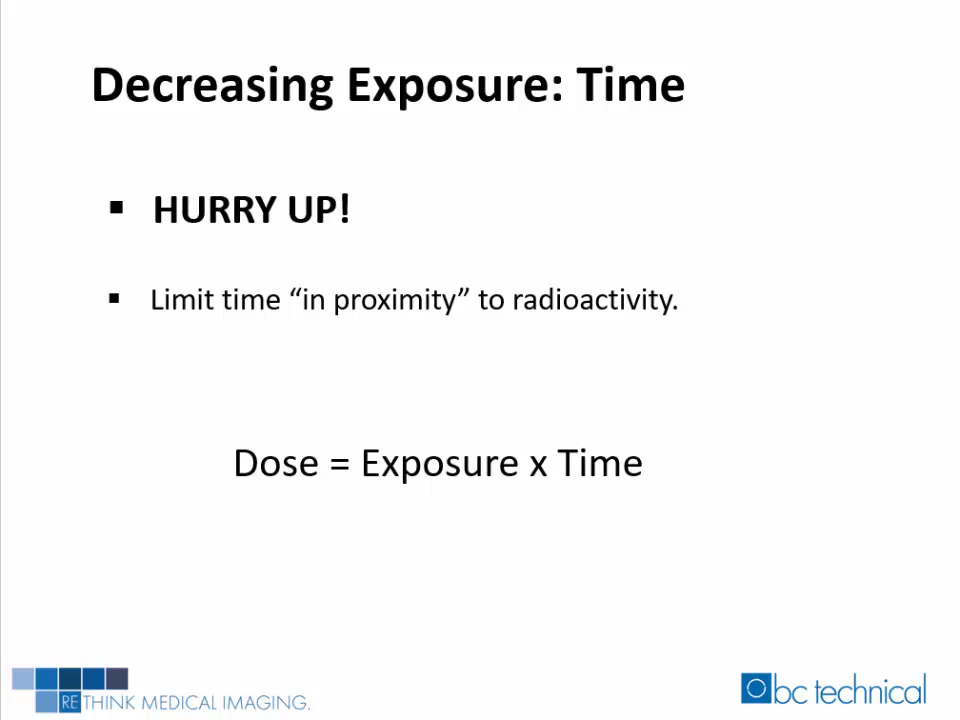 Decreasing Exposure: Time
▪ HURRY UP!
▪ Limit time “in proximity” to radioactivity.
Dose = Exposure x Time
RETHINK MEDICAL IMAGING.
bc technical